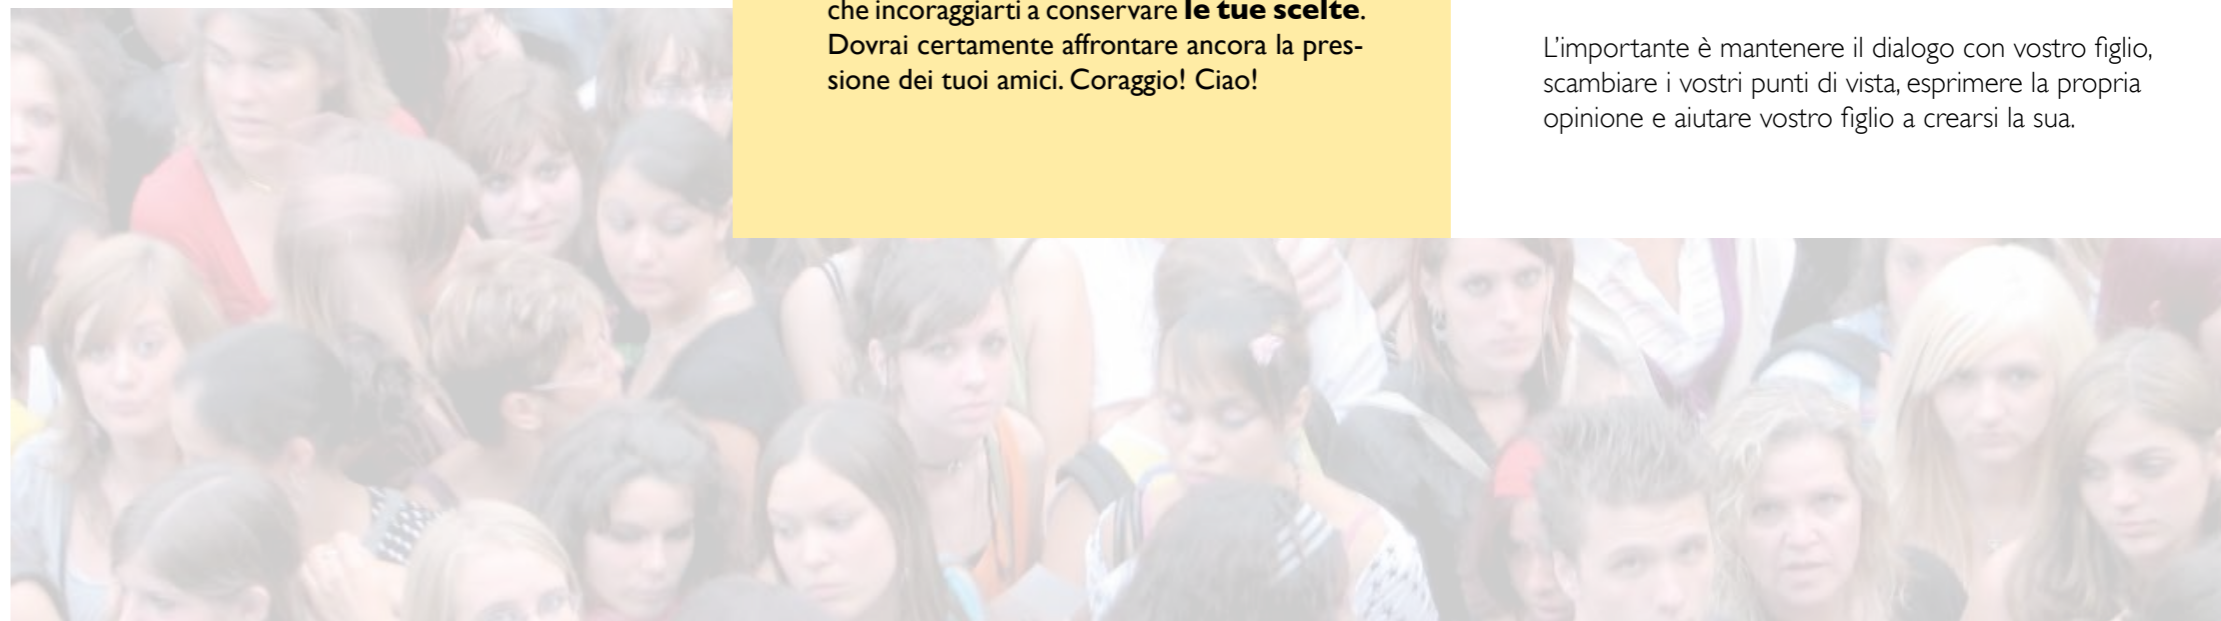 che incoraggiarti a conservare le tue scelte.
Dovrai certamente affrontare ancora la pres-
sione dei tuoi amici. Coraggio! Ciao!
L'importante è mantenere il dialogo con vostro figlio,
scambiare i vostri punti di vista, esprimere la propria
opinione e aiutare vostro figlio a crearsi la sua.